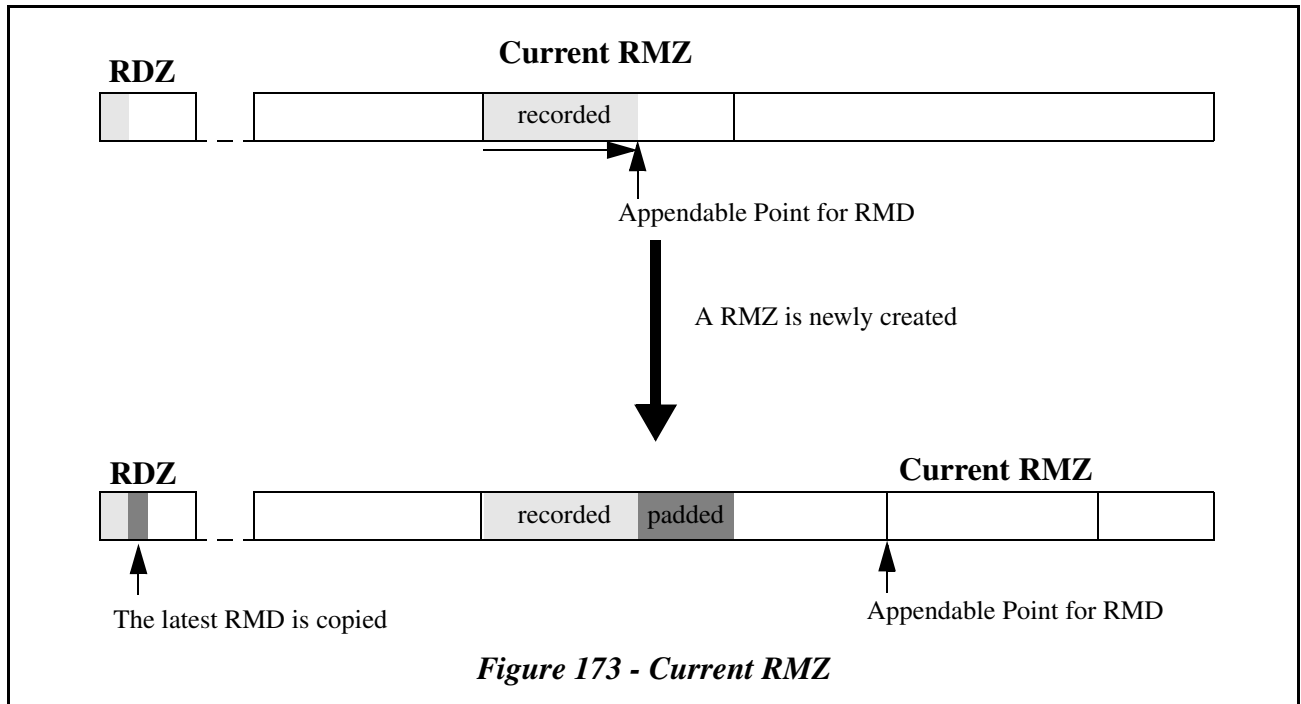 Current RMZ
RDZ
recorded
Appendable Point for RMD
A RMZ is newly created
Current RMZ
RDZ
recorded padded
The latest RMD is copied
Appendable Point for RMD
Figure 173 - Current RMZ